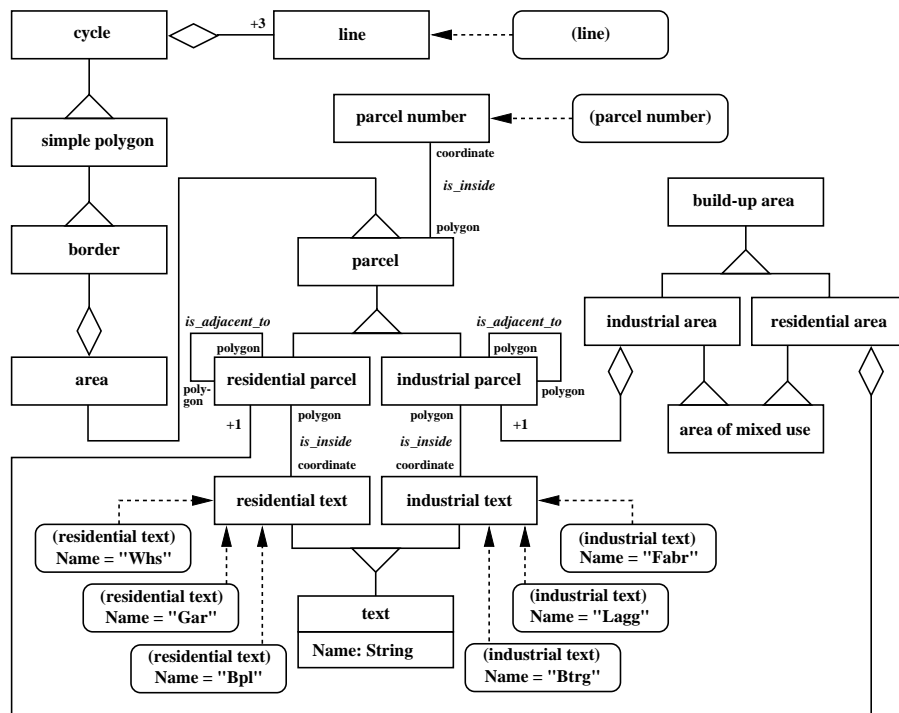 cycle
+3
line
(line)
parcel number
(parcel number)
simple polygon
coordinate
is_inside
build-up area
polygon
border
parcel
is_adjacent_to
is_adjacent_to
industrial area
residential area
polygon
polygon
area
poly-
gon
residential parcel
industrial parcel
polygon
polygon
polygon
+1
+1
area of mixed use
is_inside
is_inside
coordinate
coordinate
residential text
industrial text
(residential text)
Name = "Whs"
(industrial text)
Name = "Fabr"
(residential text)
Name = "Gar"
text
(industrial text)
Name = "Lagg"
Name: String
(residential text)
Name = "Bpl"
(industrial text)
Name = "Btrg"